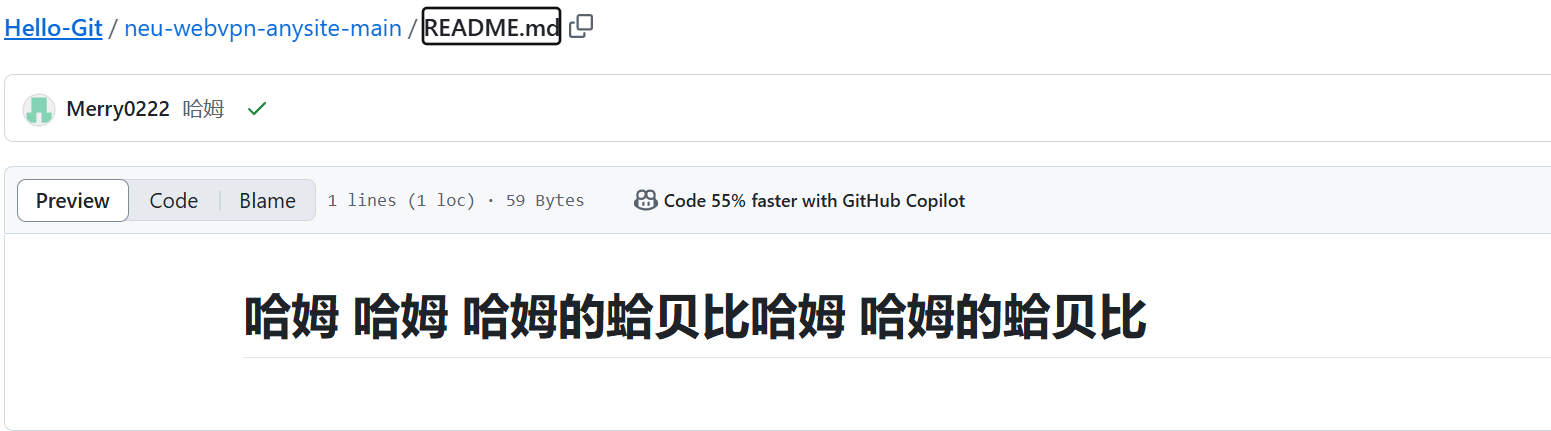 Hello-Git / neu-webvpn-anysite-main / README.md
Merry0222 哈姆
Preview Code Blame 1 lines (1 loc) · 59 Bytes Code 55% faster with GitHub Copilot
哈姆 哈姆 哈姆的蛤贝比哈姆 哈姆的蛤贝比